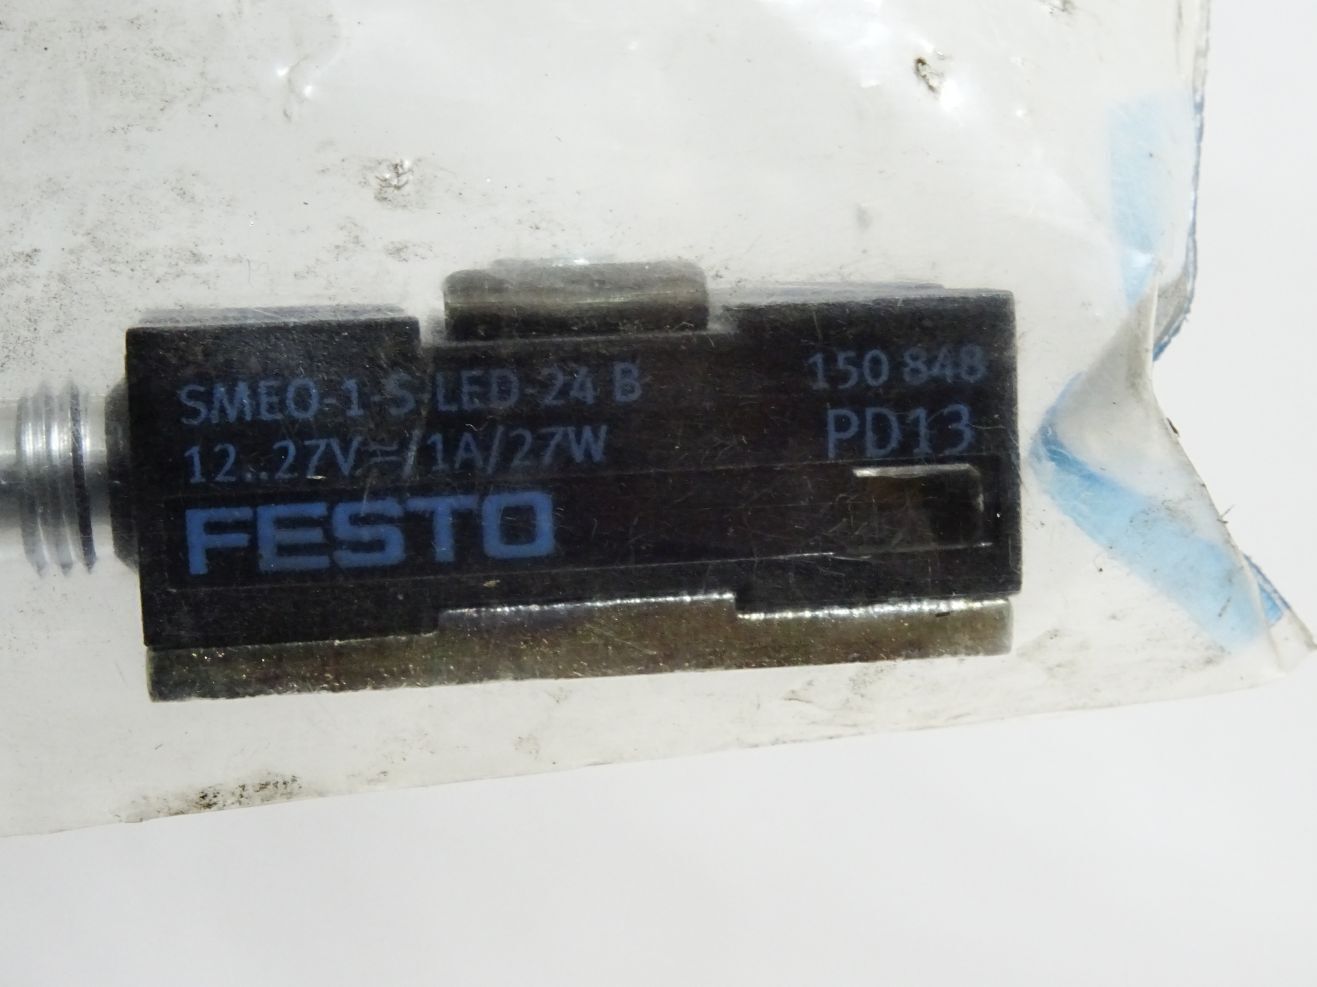 SMEO-1-S-LED-24 B
150 848
12..27V⎓/1A/27W
PD13
FESTO